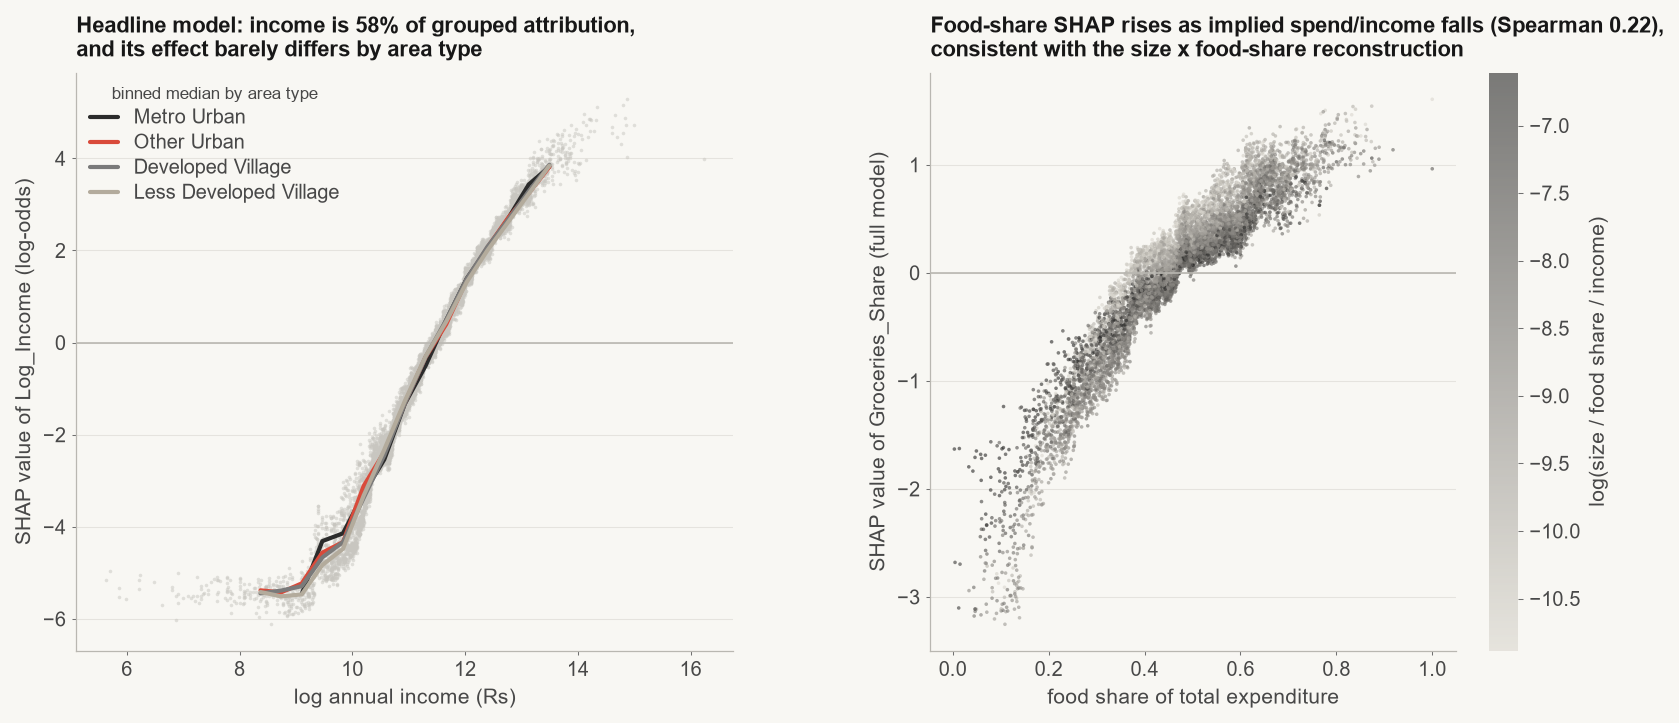 Headline model: income is 58% of grouped attribution,
and its effect barely differs by area type
binned median by area type
Metro Urban
Other Urban
Developed Village
Less Developed Village
SHAP value of Log_Income (log-odds)
4
2
0
−2
−4
−6
6
8
10
12
14
16
log annual income (Rs)
Food-share SHAP rises as implied spend/income falls (Spearman 0.22),
consistent with the size x food-share reconstruction
SHAP value of Groceries_Share (full model)
1
0
−1
−2
−3
0.0
0.2
0.4
0.6
0.8
1.0
food share of total expenditure
−7.0
−7.5
−8.0
−8.5
−9.0
−9.5
−10.0
−10.5
log(size / food share / income)